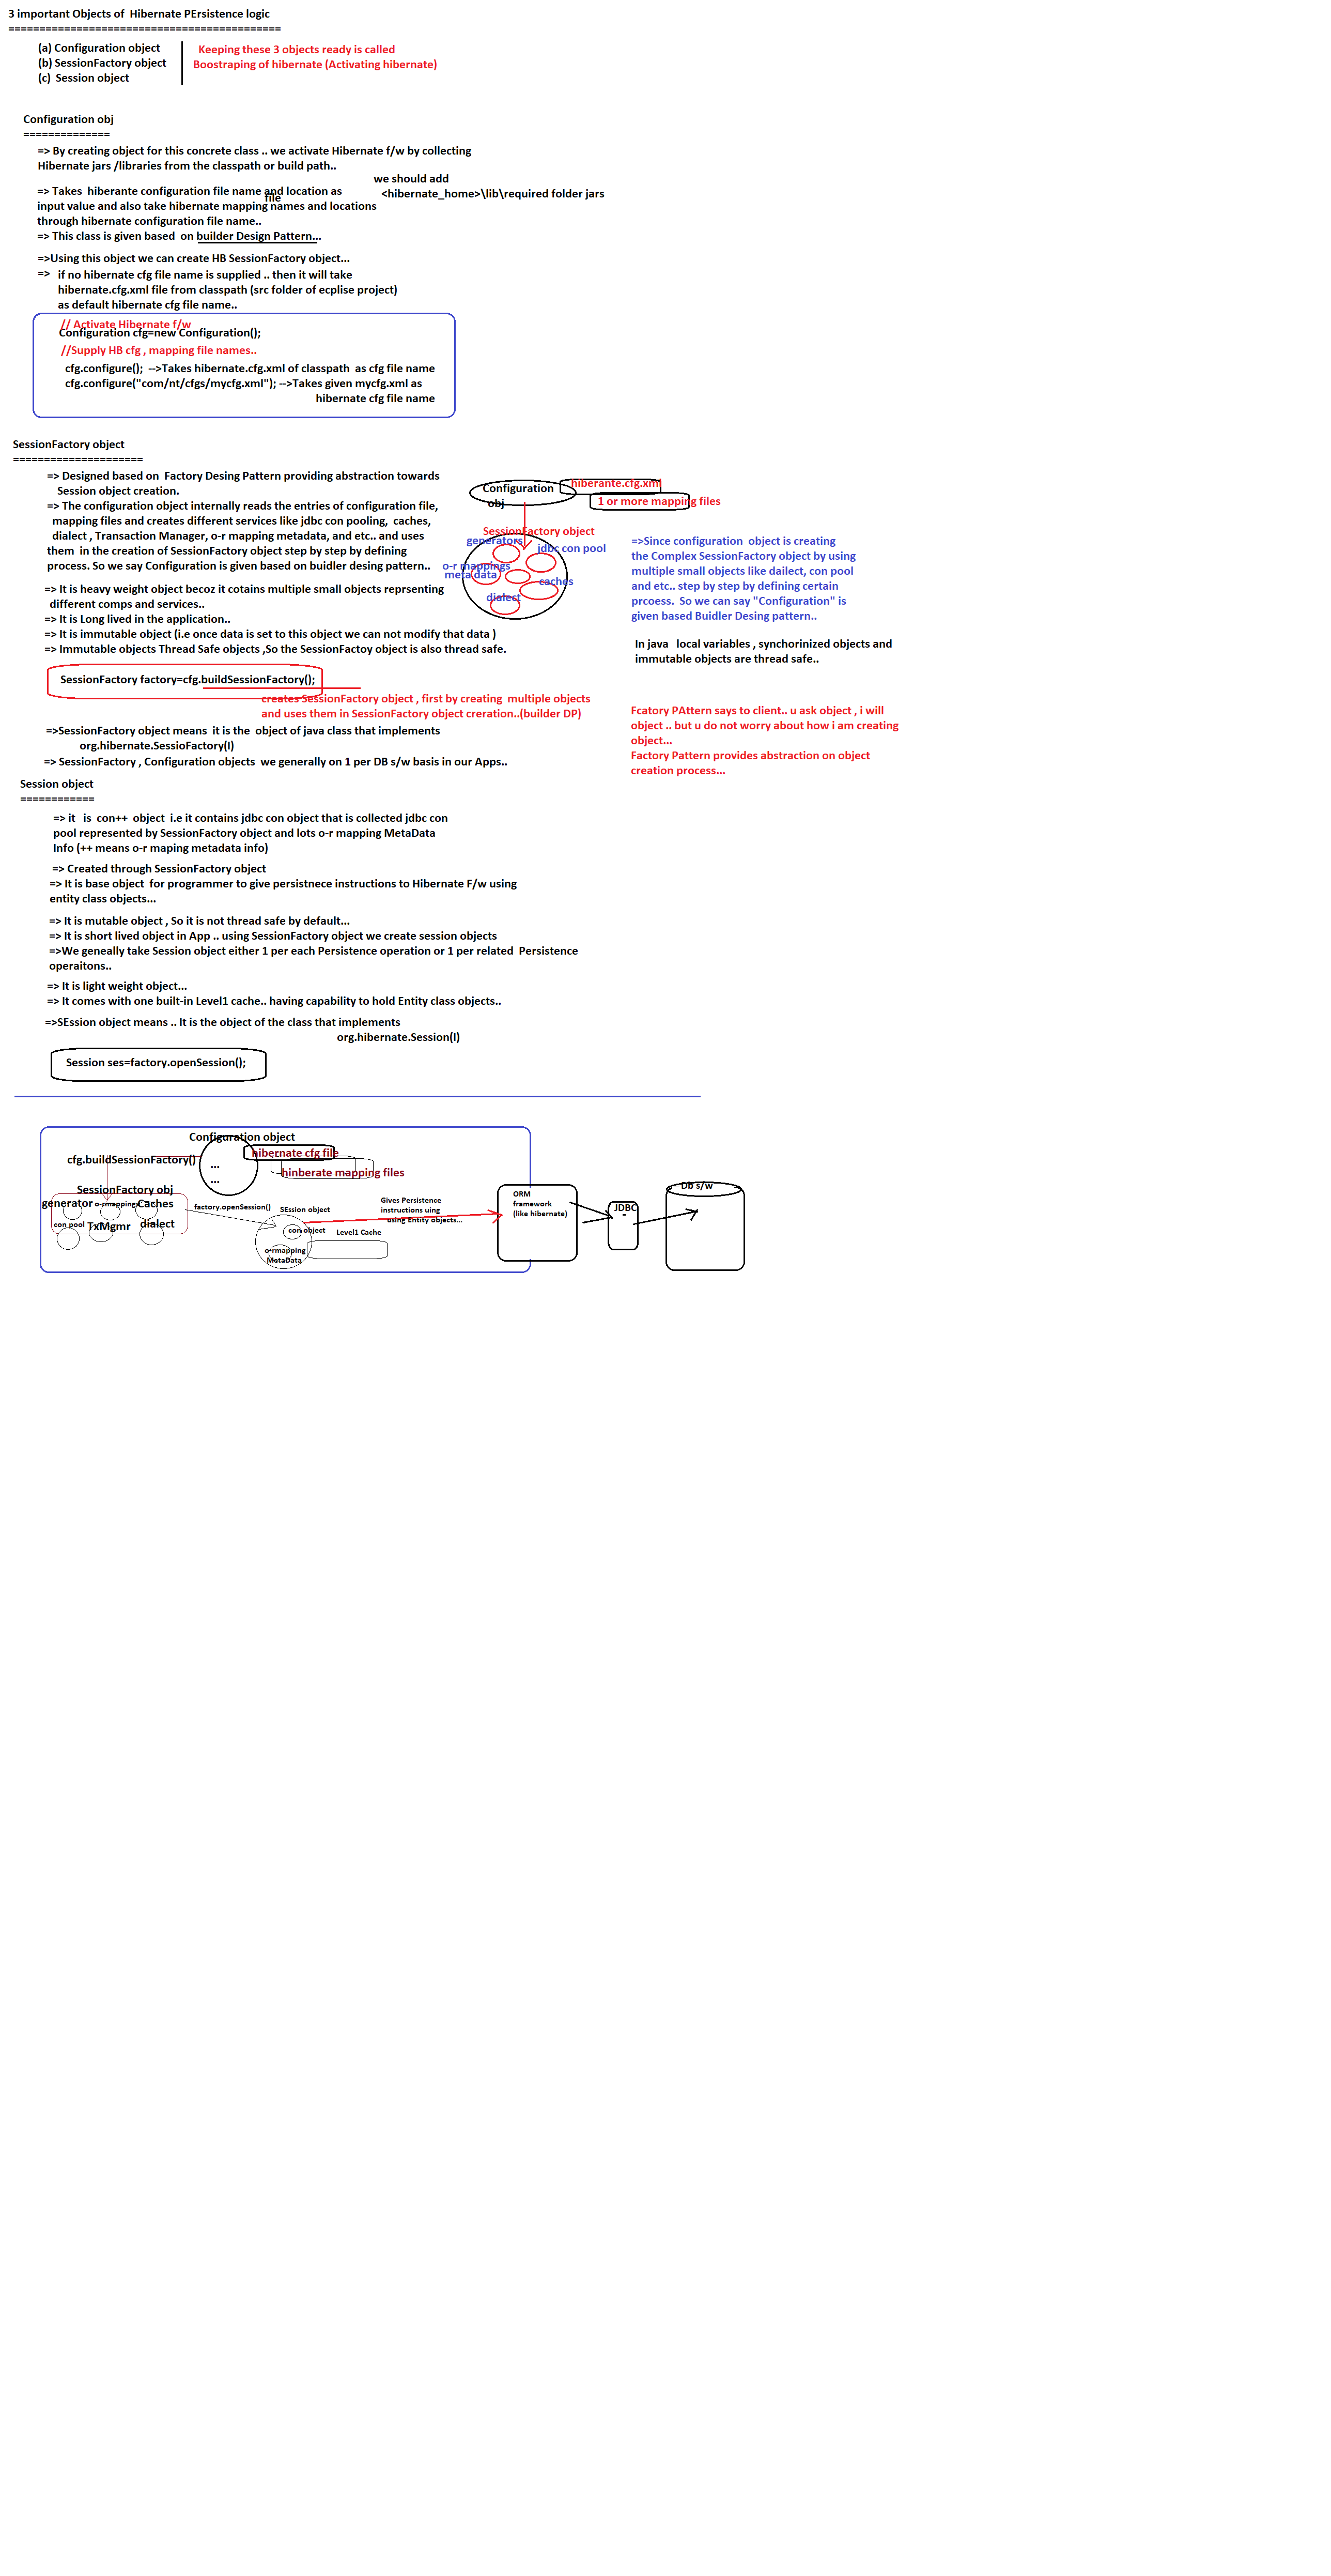 3 important Objects of  Hibernate PErsistence logic
============================================
(a) Configuration object
(b) SessionFactory object
(c)  Session object
Keeping these 3 objects ready is called
Boostraping of hibernate (Activating hibernate)
Configuration obj
==============
=> By creating object for this concrete class .. we activate Hibernate f/w by collecting
Hibernate jars /libraries from the classpath or build path..
we should add
<hibernate_home>\lib\required folder jars
=> Takes  hiberante configuration file name and location as
file
input value and also take hibernate mapping names and locations
through hibernate configuration file name..
=> This class is given based  on builder Design Pattern...
=>Using this object we can create HB SessionFactory object...
=>  if no hibernate cfg file name is supplied .. then it will take
hibernate.cfg.xml file from classpath (src folder of ecplise project)
as default hibernate cfg file name..
// Activate Hibernate f/w
Configuration cfg=new Configuration();
//Supply HB cfg , mapping file names..
cfg.configure();  -->Takes hibernate.cfg.xml of classpath  as cfg file name
cfg.configure("com/nt/cfgs/mycfg.xml"); -->Takes given mycfg.xml as
hibernate cfg file name
SessionFactory object
=====================
=> Designed based on  Factory Desing Pattern providing abstraction towards
Session object creation.
=> The configuration object internally reads the entries of configuration file,
mapping files and creates different services like jdbc con pooling,  caches,
dialect , Transaction Manager, o-r mapping metadata, and etc.. and uses
them  in the creation of SessionFactory object step by step by defining
process. So we say Configuration is given based on buidler desing pattern..
Configuration
obj
hiberante.cfg.xml
1 or more mapping files
SessionFactory object
generators
jdbc con pool
o-r mappings
meta data
caches
dialect
=>Since configuration  object is creating
the Complex SessionFactory object by using
multiple small objects like dailect, con pool
and etc.. step by step by defining certain
prcoess.  So we can say "Configuration" is
given based Buidler Desing pattern..
=> It is heavy weight object becoz it cotains multiple small objects reprsenting
different comps and services..
=> It is Long lived in the application..
=> It is immutable object (i.e once data is set to this object we can not modify that data )
=> Immutable objects Thread Safe objects ,So the SessionFactoy object is also thread safe.
In java   local variables , synchorinized objects and
immutable objects are thread safe..
SessionFactory factory=cfg.buildSessionFactory();
creates SessionFactory object , first by creating  multiple objects
and uses them in SessionFactory object creration..(builder DP)
Fcatory PAttern says to client.. u ask object , i will
object .. but u do not worry about how i am creating
object...
Factory Pattern provides abstraction on object
creation process...
=>SessionFactory object means  it is the  object of java class that implements
org.hibernate.SessioFactory(I)
=> SessionFactory , Configuration objects  we generally on 1 per DB s/w basis in our Apps..
Session object
============
=> it   is  con++  object  i.e it contains jdbc con object that is collected jdbc con
pool represented by SessionFactory object and lots o-r mapping MetaData
Info (++ means o-r maping metadata info)
=> Created through SessionFactory object
=> It is base object  for programmer to give persistnece instructions to Hibernate F/w using
entity class objects...
=> It is mutable object , So it is not thread safe by default...
=> It is short lived object in App .. using SessionFactory object we create session objects
=>We geneally take Session object either 1 per each Persistence operation or 1 per related  Persistence
operaitons..
=> It is light weight object...
=> It comes with one built-in Level1 cache.. having capability to hold Entity class objects..
=>SEssion object means .. It is the object of the class that implements
org.hibernate.Session(I)
Session ses=factory.openSession();
Configuration object
hibernate cfg file
cfg.buildSessionFactory()
...
...
hinberate mapping files
SessionFactory obj
generator
o-rmappings
Caches
con pool
TxMgmr
dialect
factory.openSession()
SEssion object
con object
Level1 Cache
o-rmapping
MetaData
Gives Persistence
instructions uing
using Entity objects...
ORM
framework
(like hibernate)
JDBC
-
Db s/w